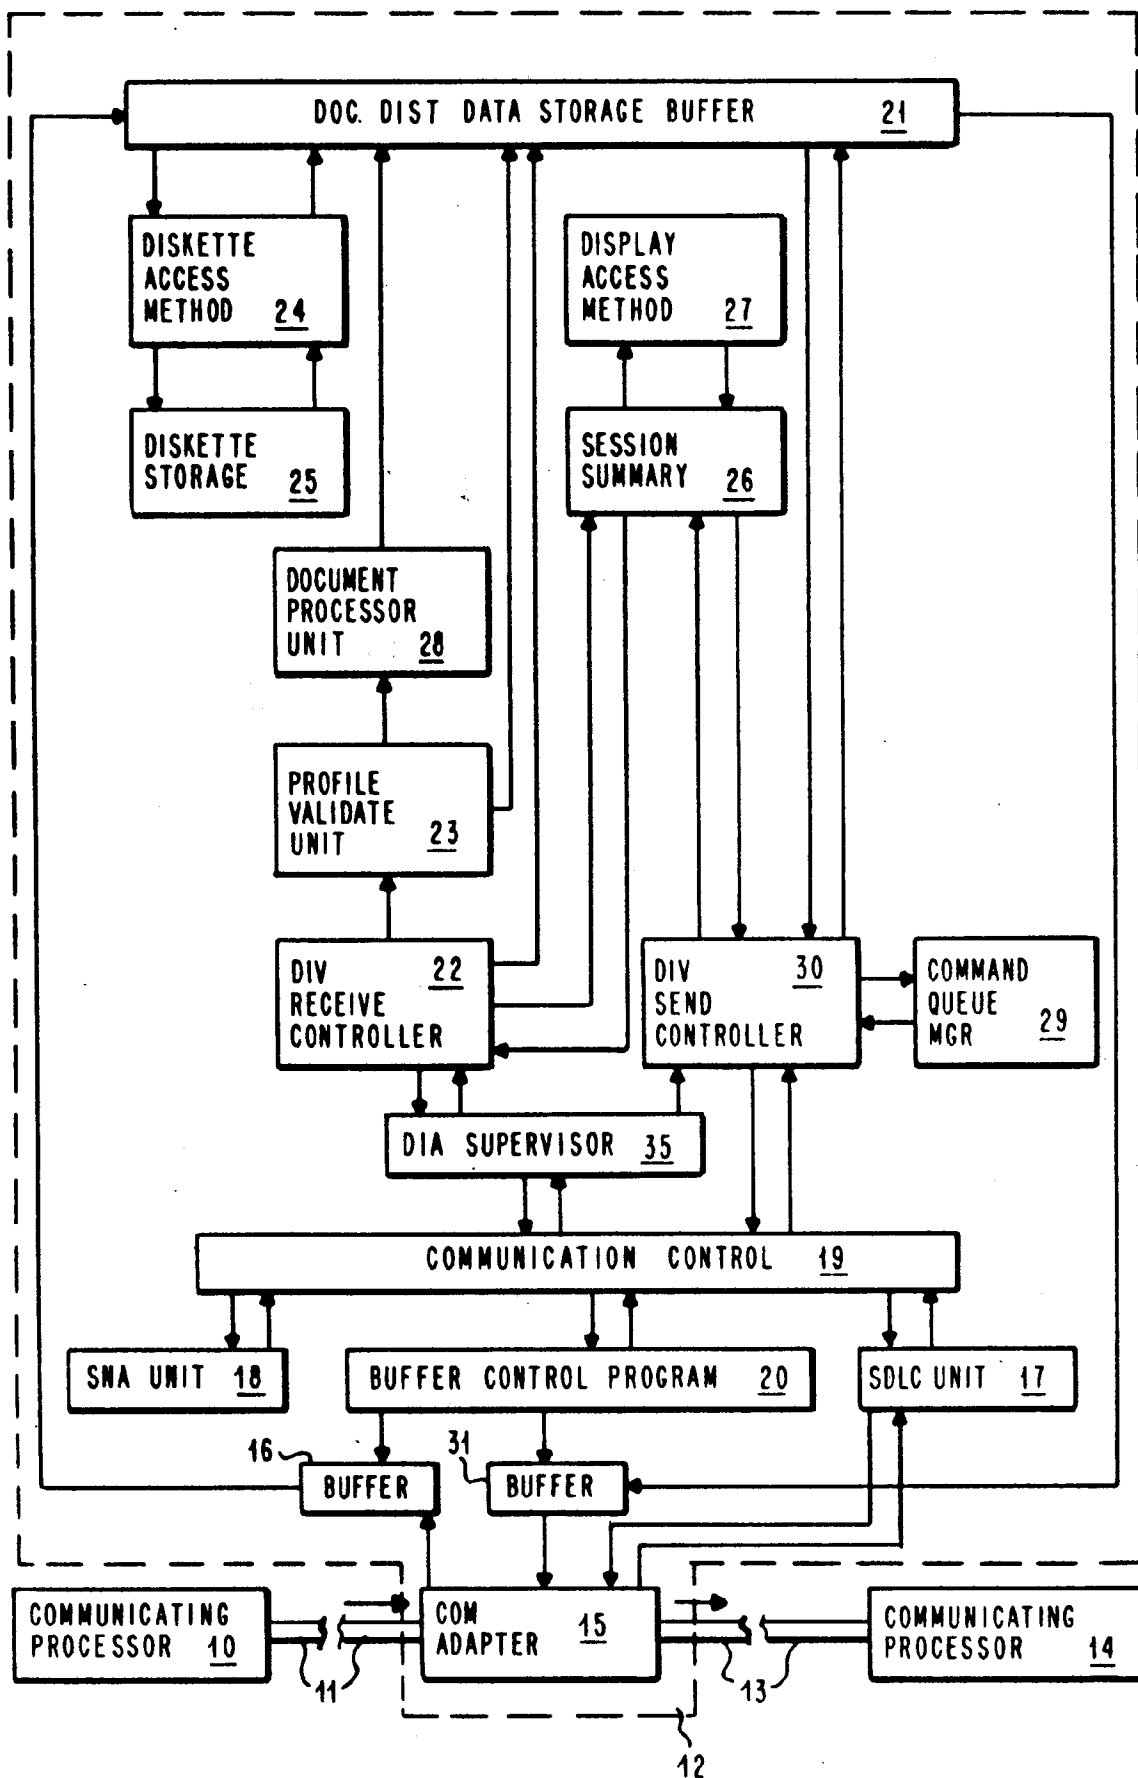 DOC. DIST DATA STORAGE BUFFER 21
DISKETTE
ACCESS
METHOD 24
DISPLAY
ACCESS
METHOD 27
DISKETTE
STORAGE 25
SESSION
SUMMARY 26
DOCUMENT
PROCESSOR
UNIT 28
PROFILE
VALIDATE
UNIT 23
DIV 22
RECEIVE
CONTROLLER
DIV 30
SEND
CONTROLLER
COMMAND
QUEUE
MGR 29
DIA SUPERVISOR 35
COMMUNICATION CONTROL 19
SNA UNIT 18
BUFFER CONTROL PROGRAM 20
SDLC UNIT 17
16
BUFFER
31
BUFFER
COMMUNICATING
PROCESSOR 10
COM
ADAPTER 15
COMMUNICATING
PROCESSOR 14
11
13
12